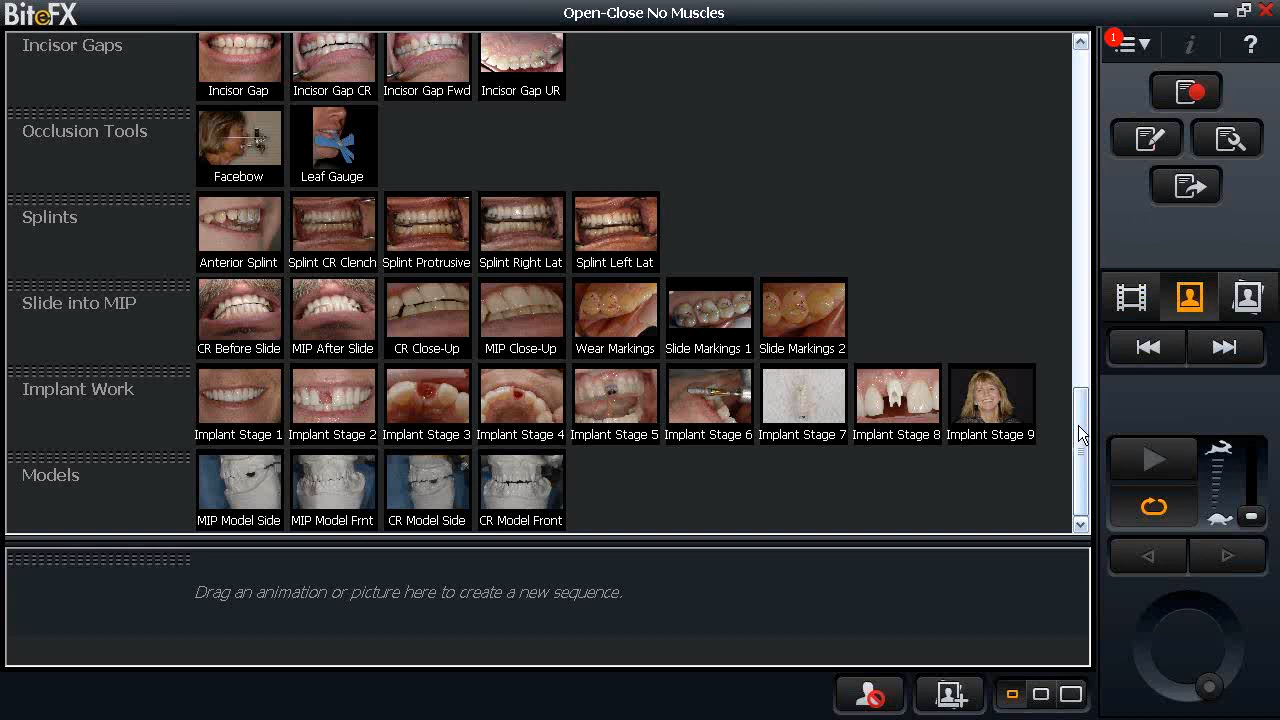 BiteFX
Open-Close No Muscles
1
i
?
Incisor Gaps
Incisor Gap
Incisor Gap CR
Incisor Gap Fwd
Incisor Gap UR
Occlusion Tools
Facebow
Leaf Gauge
Splints
Anterior Splint
Splint CR Clench
Splint Protrusive
Splint Right Lat
Splint Left Lat
Slide into MIP
CR Before Slide
MIP After Slide
CR Close-Up
MIP Close-Up
Wear Markings
Slide Markings 1
Slide Markings 2
Implant Work
Implant Stage 1
Implant Stage 2
Implant Stage 3
Implant Stage 4
Implant Stage 5
Implant Stage 6
Implant Stage 7
Implant Stage 8
Implant Stage 9
Models
MIP Model Side
MIP Model Frnt
CR Model Side
CR Model Front
Drag an animation or picture here to create a new sequence.